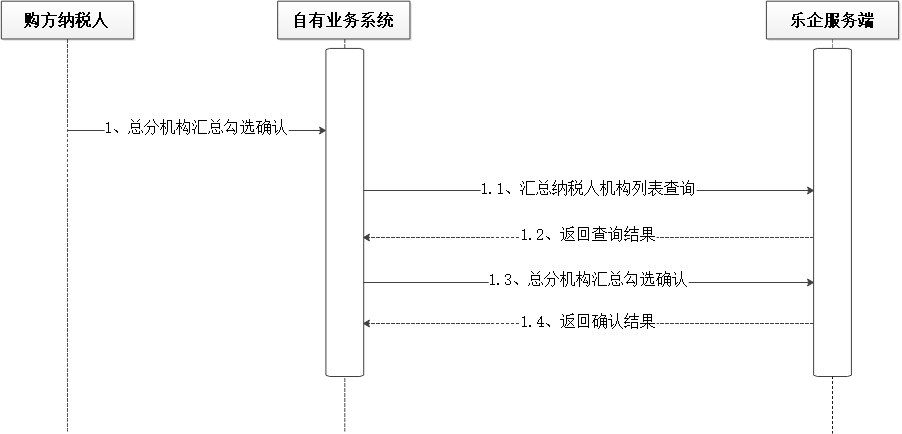 购方纳税人
自有业务系统
乐企服务端
1、总分机构汇总勾选确认
1.1、汇总纳税人机构列表查询
1.2、返回查询结果
1.3、总分机构汇总勾选确认
1.4、返回确认结果